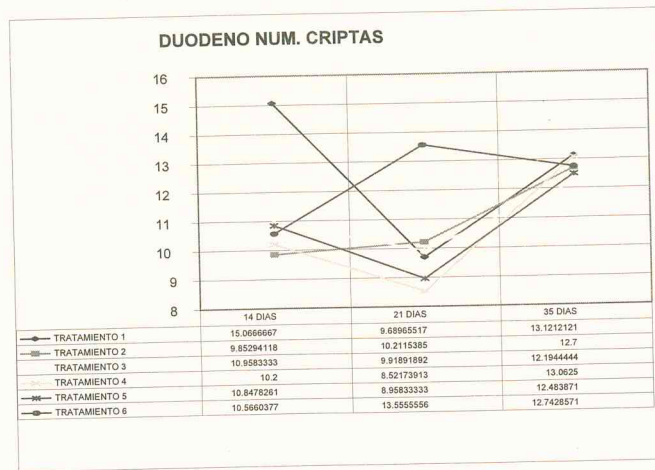 DUODENO NUM. CRIPTAS
16
15
14
13
12
11
10
9
8
14 DIAS 21 DIAS 35 DIAS
TRATAMIENTO 1 15.0666667 9.68965517 13.1212121
TRATAMIENTO 2 9.85294118 10.2115385 12.7
TRATAMIENTO 3 10.9583333 9.91891892 12.1944444
TRATAMIENTO 4 10.2 8.52173913 13.0625
TRATAMIENTO 5 10.8478261 8.95833333 12.483871
TRATAMIENTO 6 10.5660377 13.5555556 12.7428571